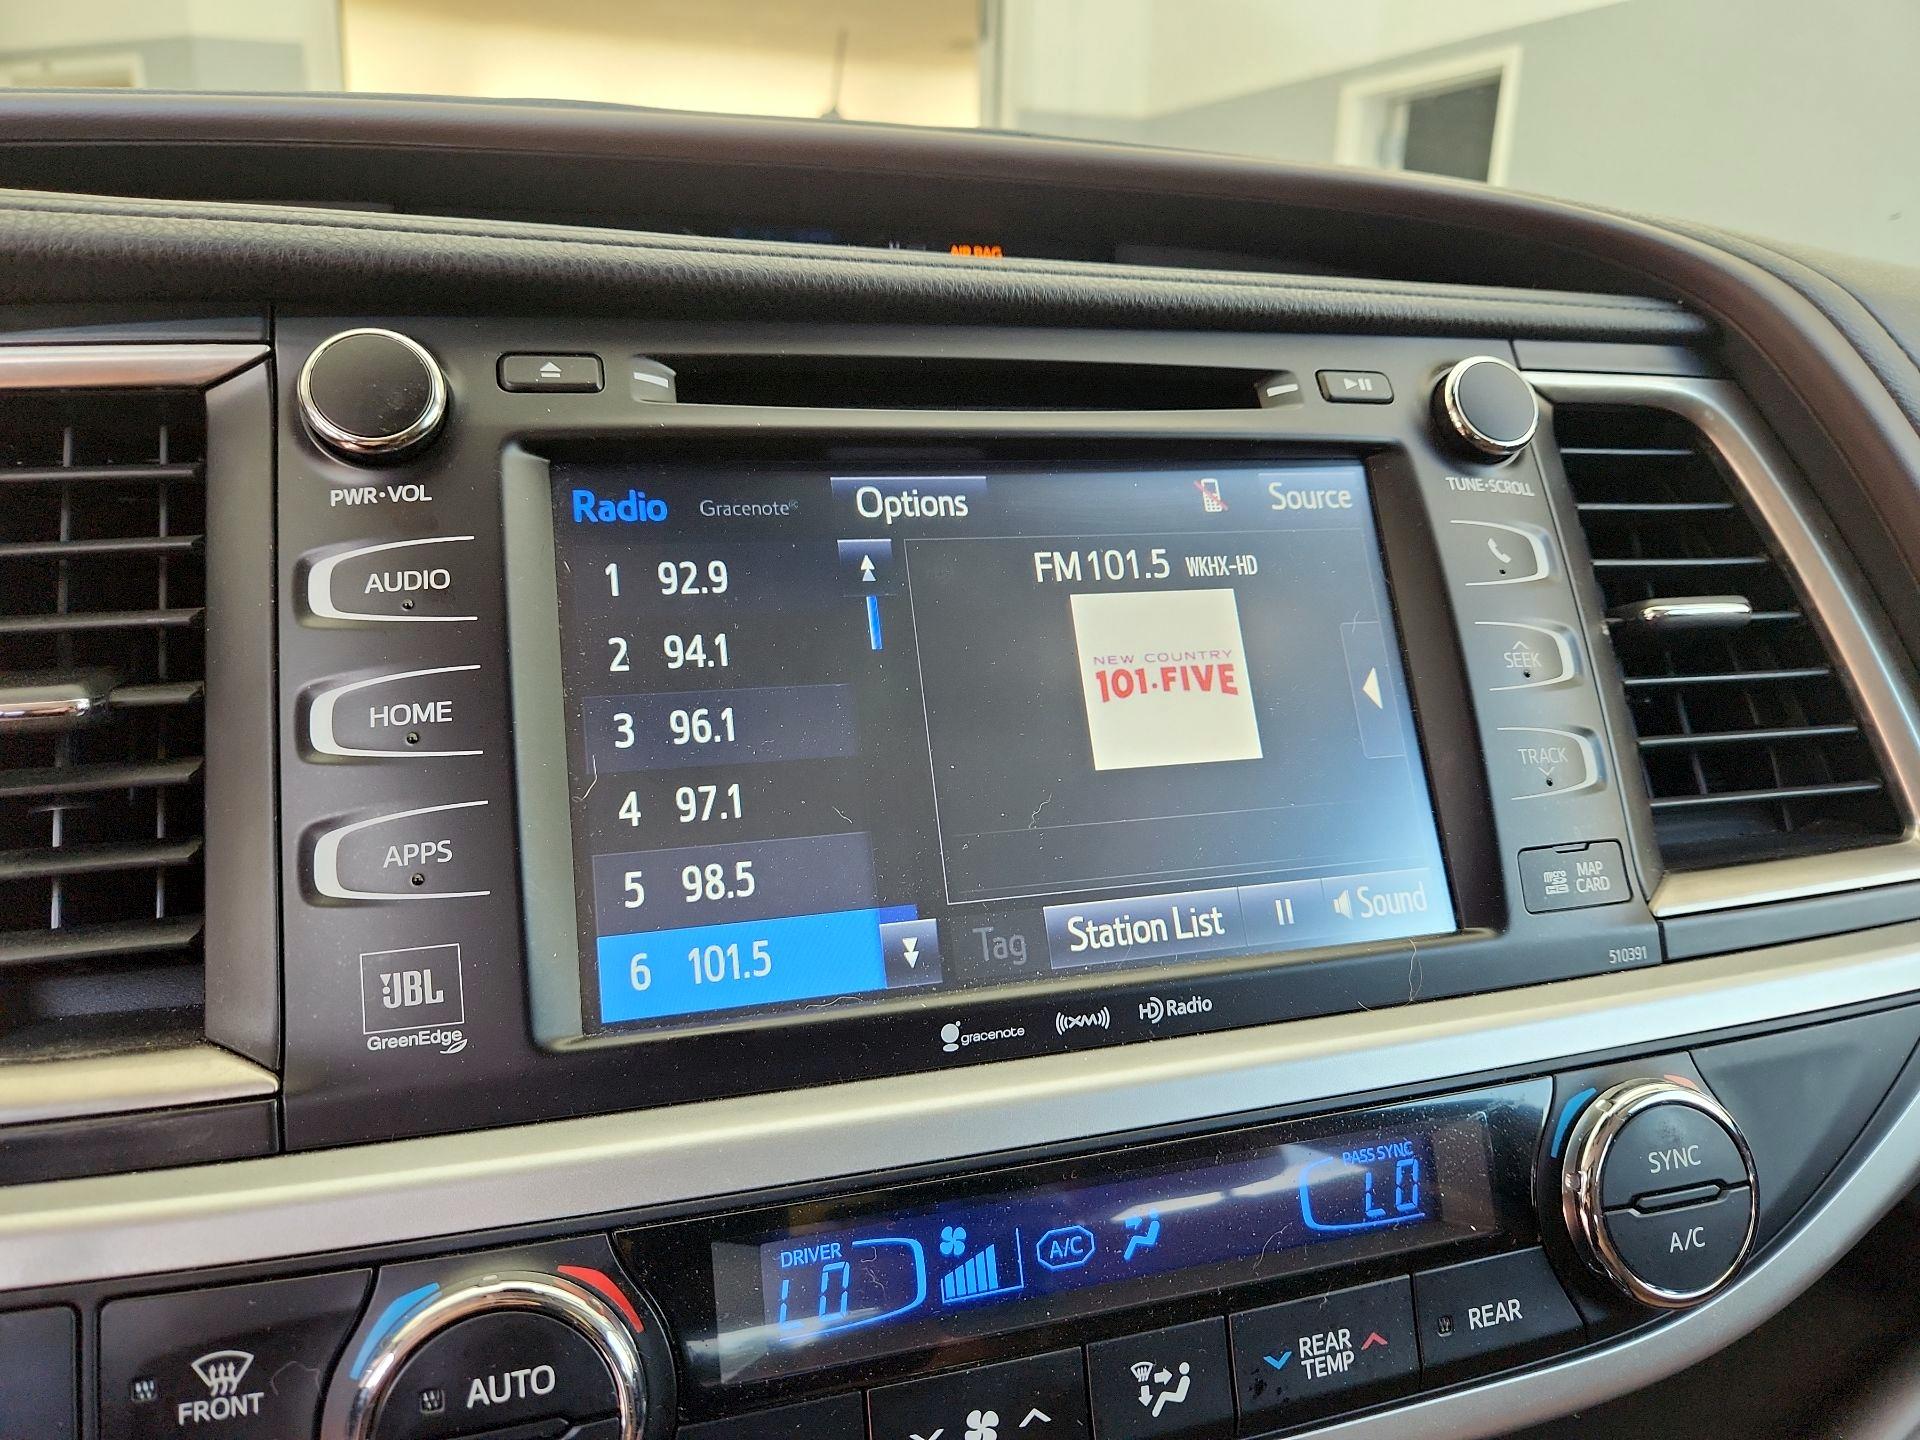 AIR BAG
PWR•VOL
TUNE•SCROLL
AUDIO
HOME
APPS
JBL
GreenEdge
Radio Gracenote Options Source
1 92.9
2 94.1
3 96.1
4 97.1
5 98.5
6 101.5
FM 101.5 WKHX-HD
NEW COUNTRY
101•FIVE
Tag Station List Sound
SEEK
TRACK
micro MAP
CARD
510391
gracenote ((XM)) HD Radio
DRIVER
LO
A/C
PASS SYNC
LO
SYNC
A/C
FRONT
AUTO
REAR
TEMP
REAR